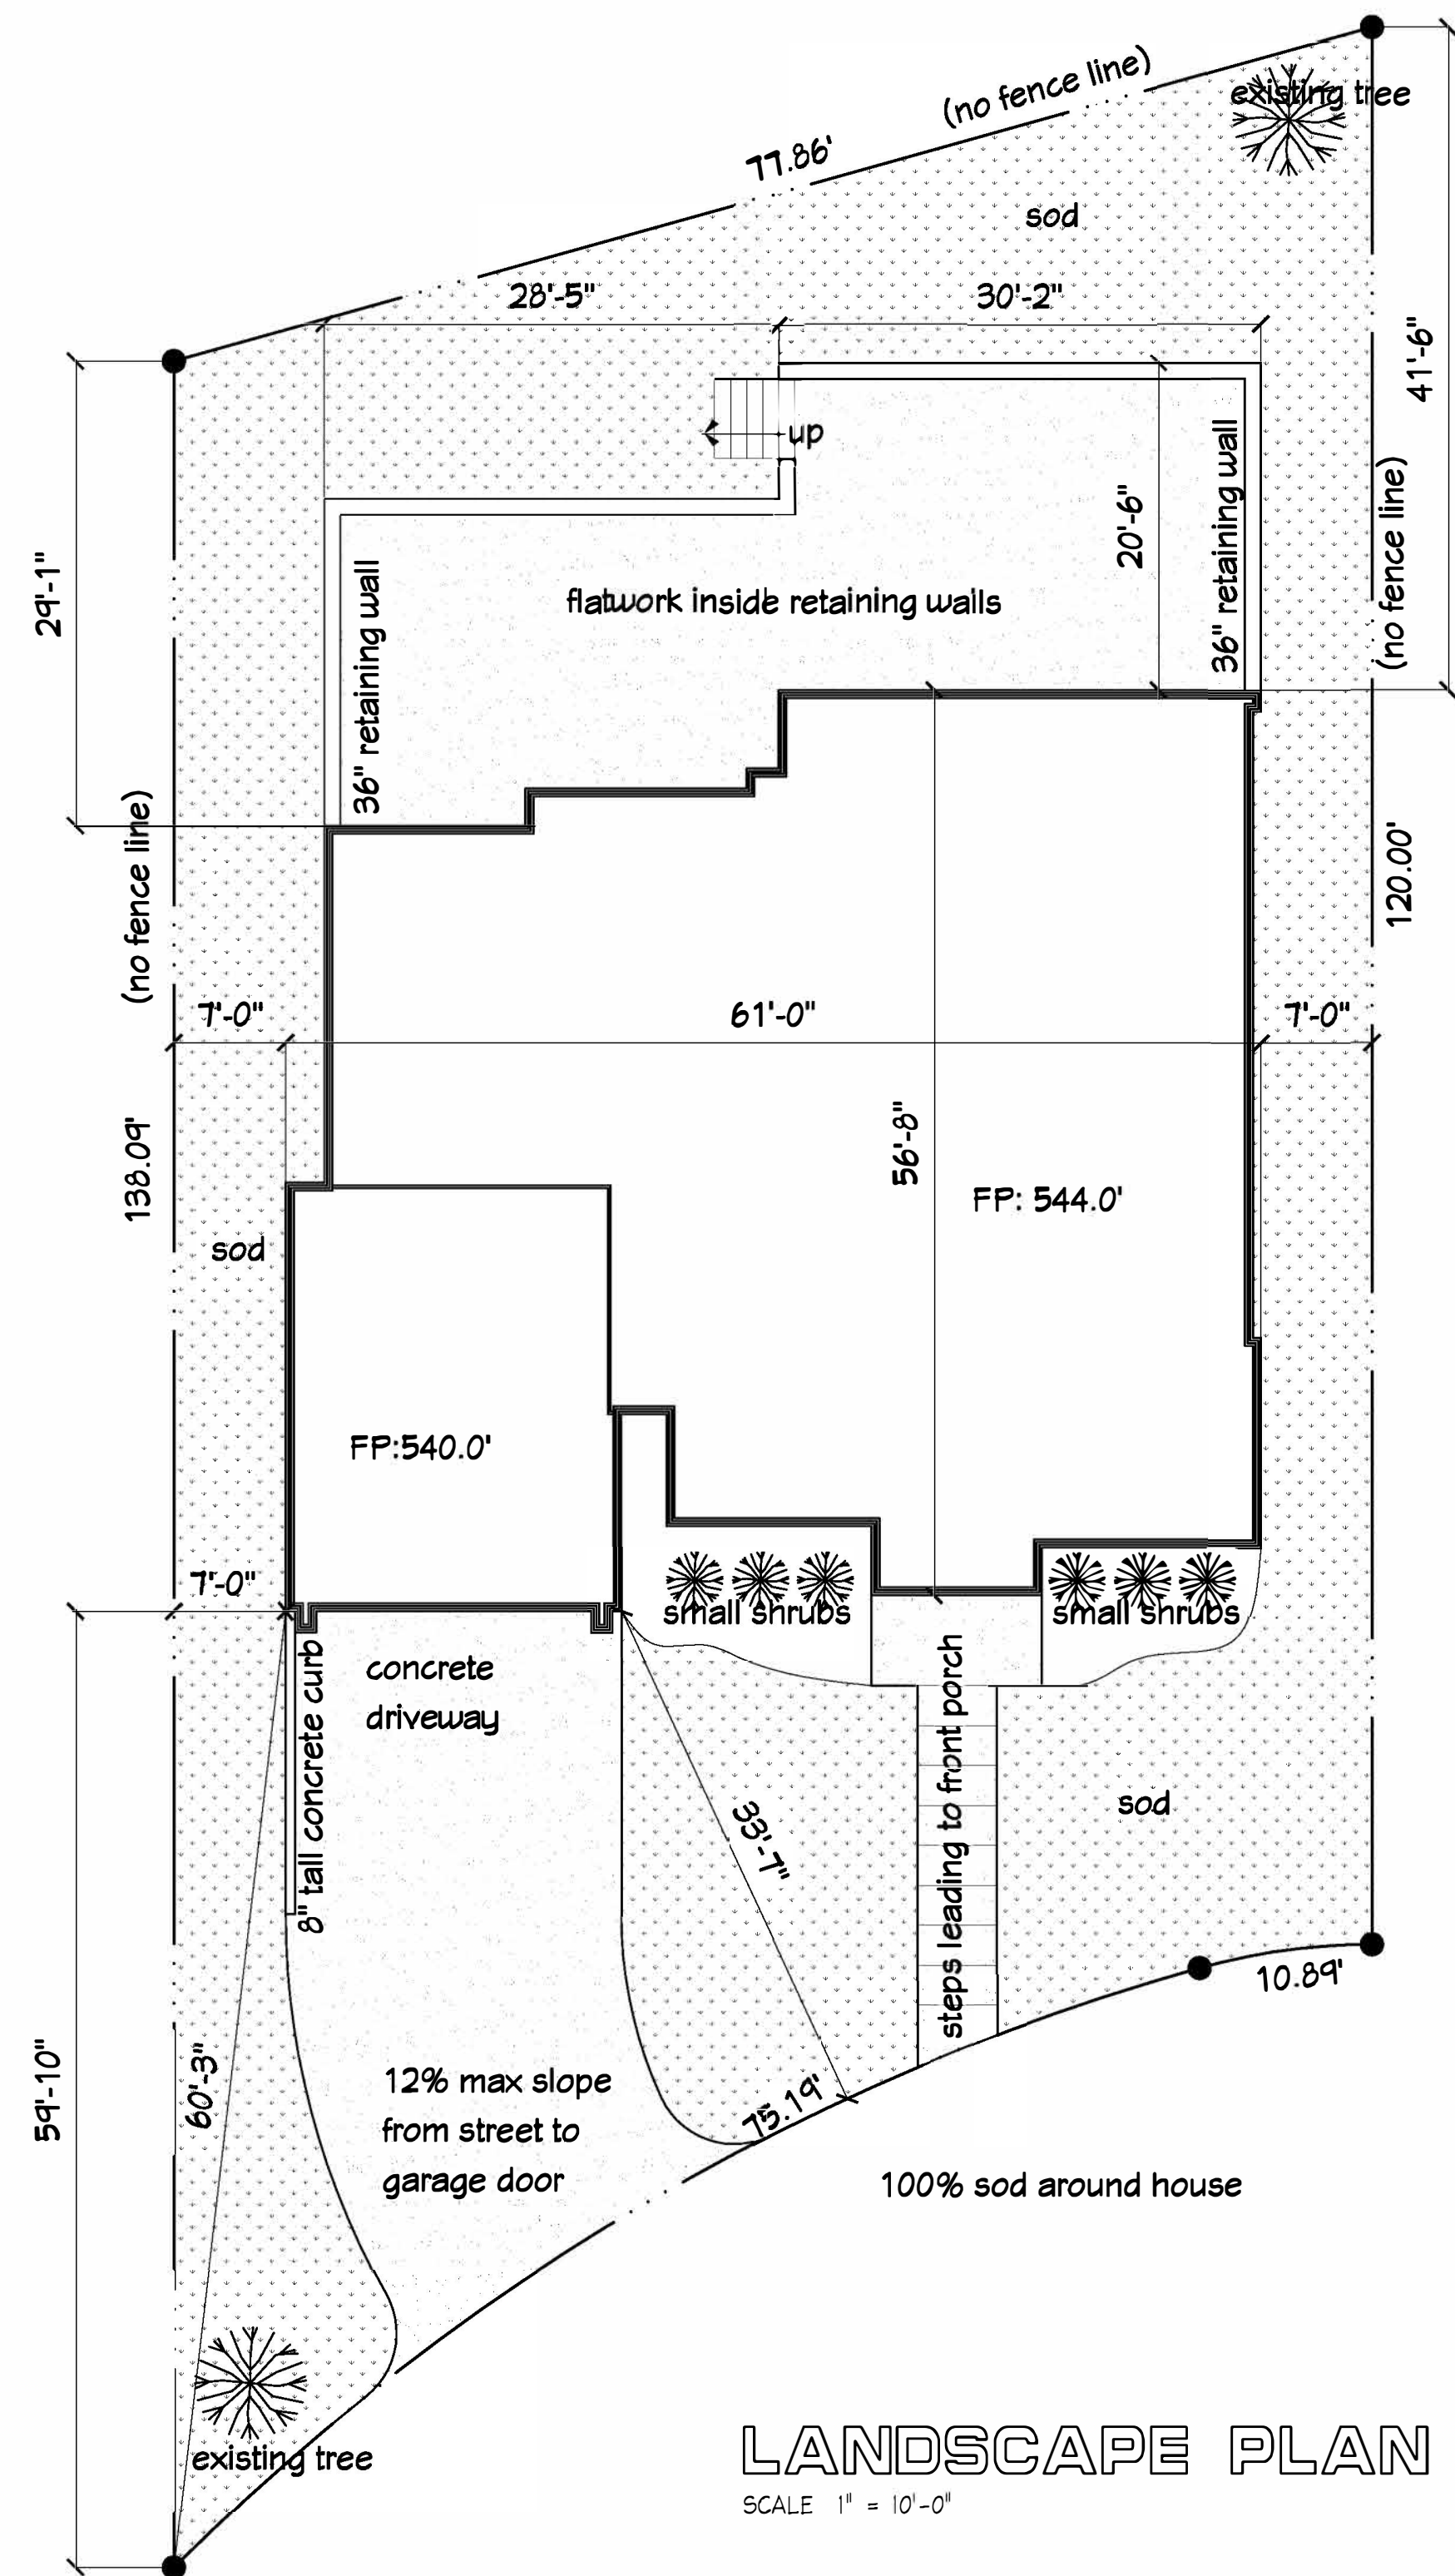 (no fence line)
existing tree
77.86'
sod
28'-5"
30'-2"
41'-6"
up
36" retaining wall
20'-6"
(no fence line)
29'-1"
36" retaining wall
flatwork inside retaining walls
(no fence line)
120.00'
7'-0"
61'-0"
7'-0"
138.09'
56'-8"
FP: 544.0'
sod
FP:540.0'
7'-0"
small shrubs
small shrubs
8" tall concrete curb
concrete
driveway
steps leading to front porch
33'-7"
sod
10.89'
59'-10"
60'-3"
12% max slope
from street to
garage door
75.19'
100% sod around house
existing tree
LANDSCAPE PLAN
SCALE 1" = 10'-0"